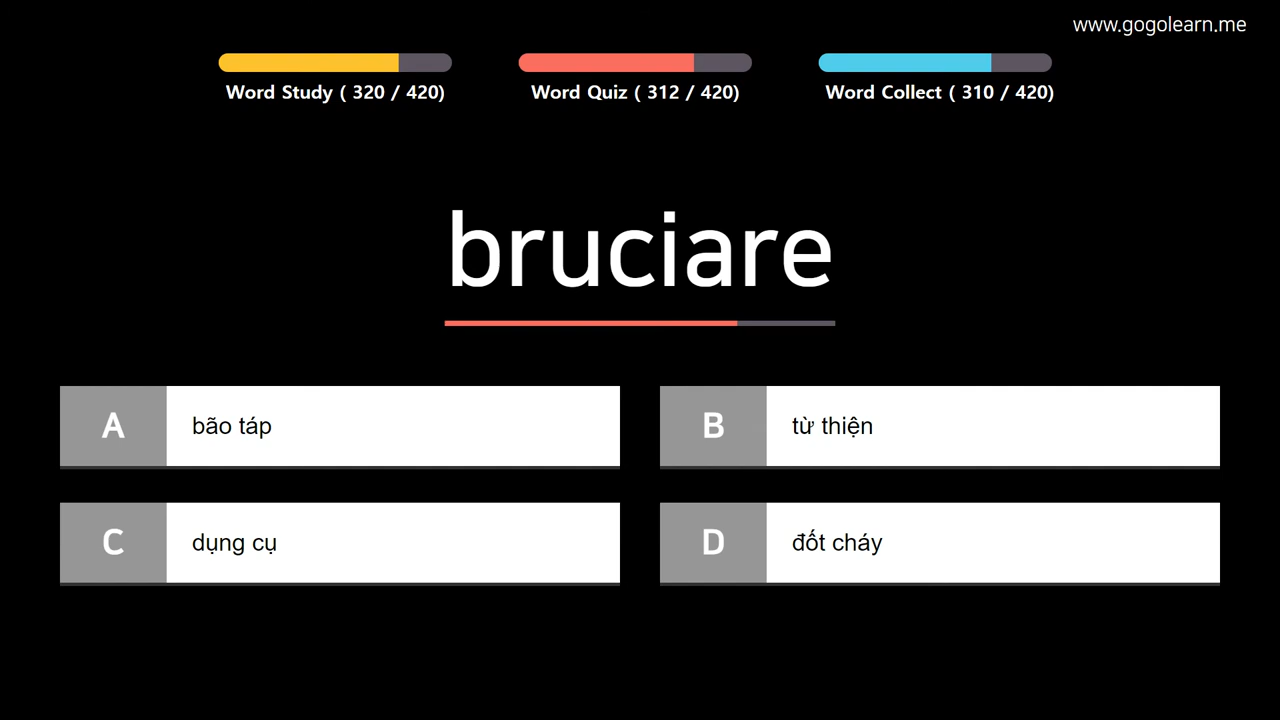 www.gogolearn.me
Word Study ( 320 / 420)
Word Quiz ( 312 / 420)
Word Collect ( 310 / 420)
bruciare
A bão táp
B từ thiện
C dụng cụ
D đốt cháy